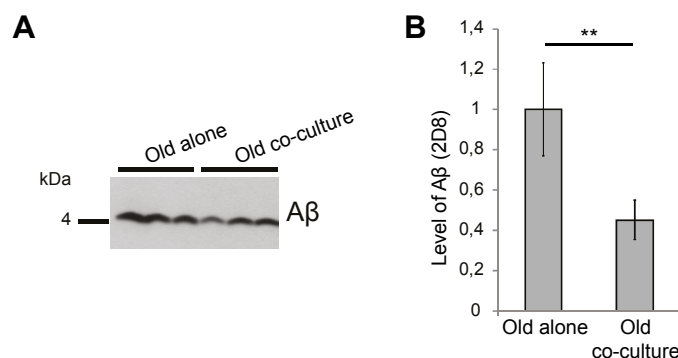 A
Old alone
Old co-culture
kDa
4
Aβ
B
Level of Aβ (2D8)
1,4
1,2
1
0,8
0,6
0,4
0,2
0
**
Old alone
Old
co-culture